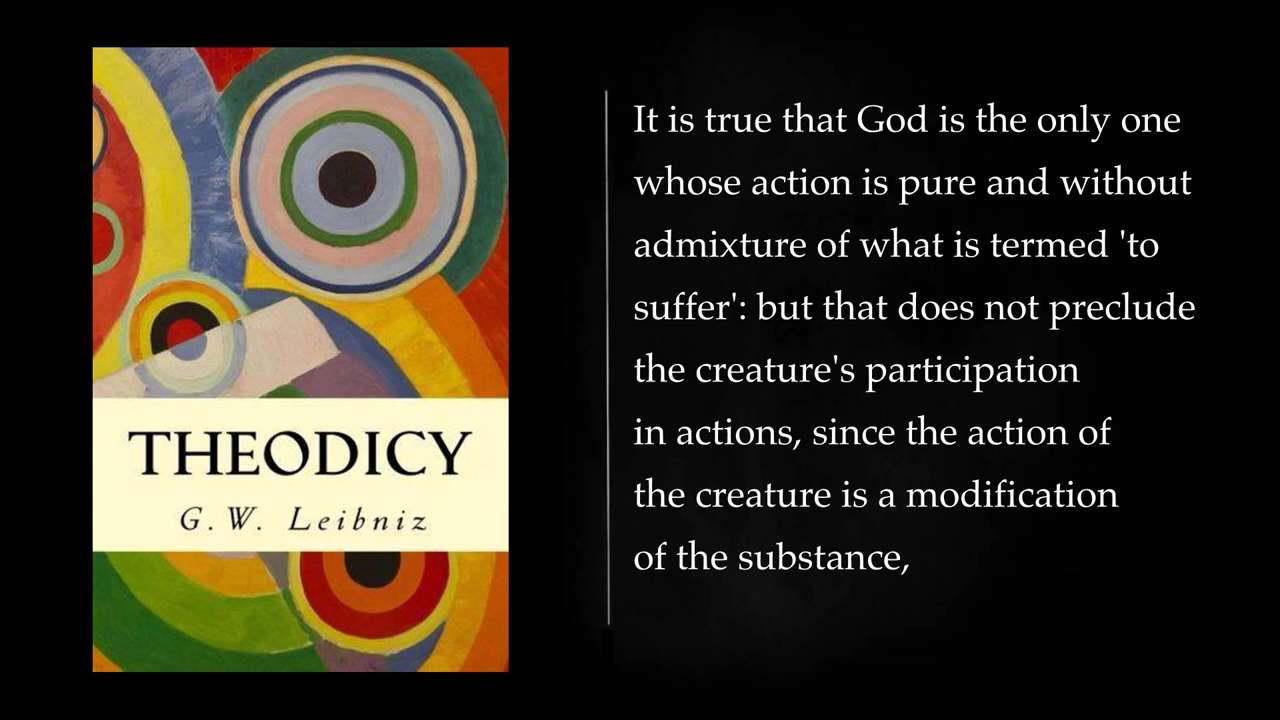 THEODICY
G.W. Leibniz
It is true that God is the only one
whose action is pure and without
admixture of what is termed 'to
suffer': but that does not preclude
the creature's participation
in actions, since the action of
the creature is a modification
of the substance,